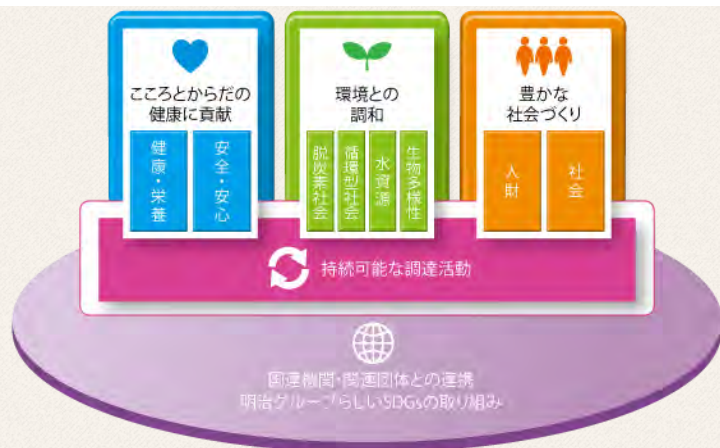 こころとからだの
健康に貢献
健康・栄養
安全・安心
環境との
調和
脱炭素社会
循環型社会
水資源
生物多様性
豊かな
社会づくり
人財
社会
持続可能な調達活動
国連機関・関連団体との連携
明治グループらしいSDGsの取り組み